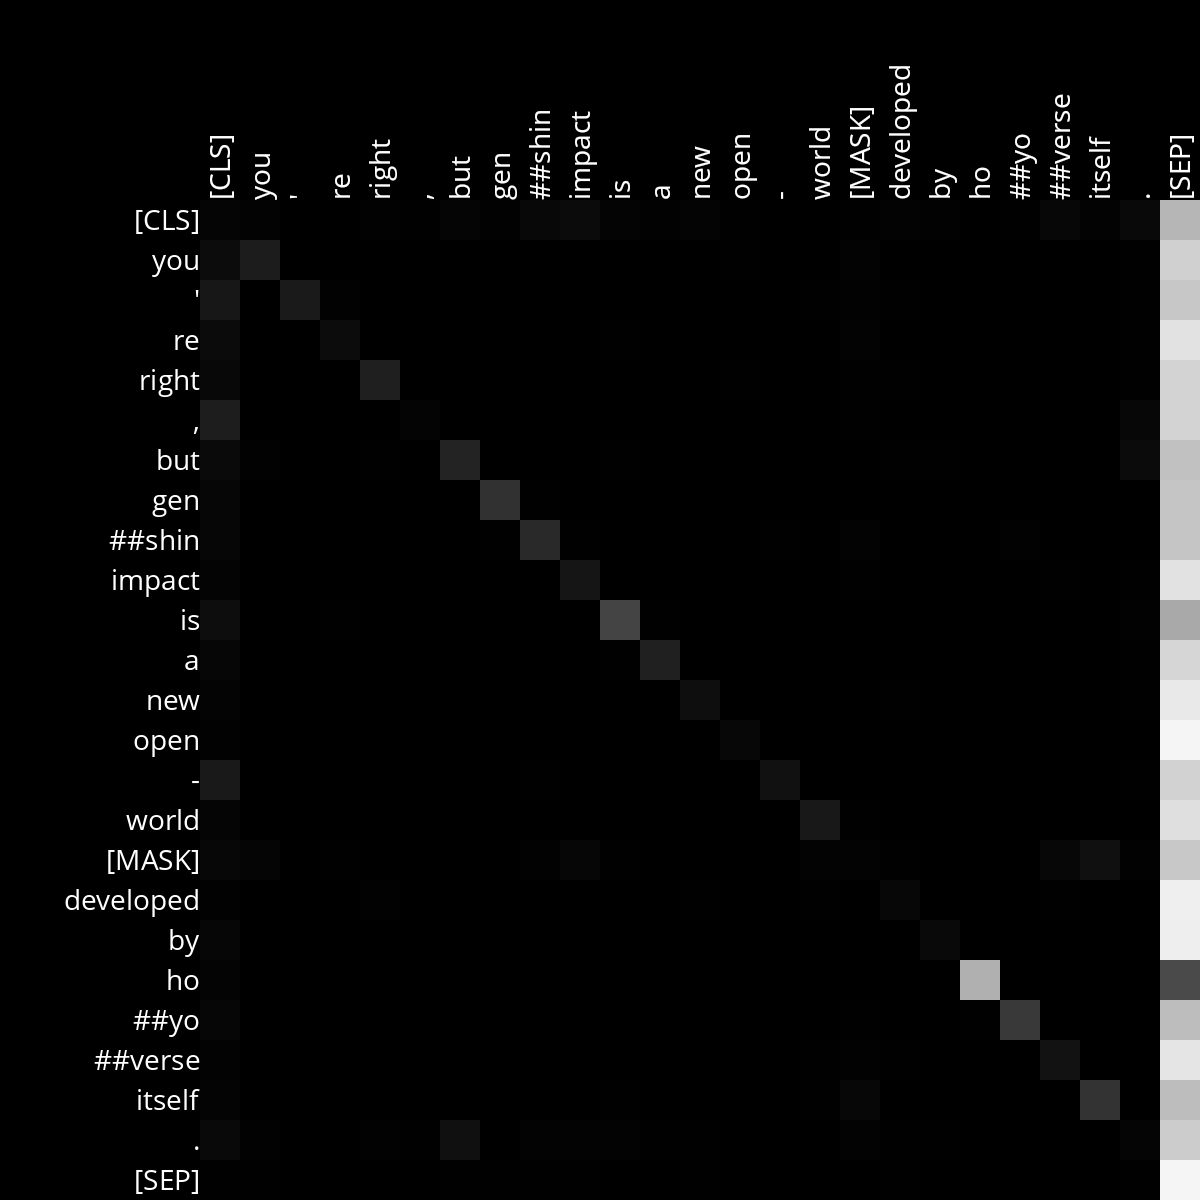 [CLS] you ' re right , but gen ##shin impact is a new open - world [MASK] developed by ho ##yo ##verse itself . [SEP]
[CLS]
you
'
re
right
,
but
gen
##shin
impact
is
a
new
open
-
world
[MASK]
developed
by
ho
##yo
##verse
itself
.
[SEP]